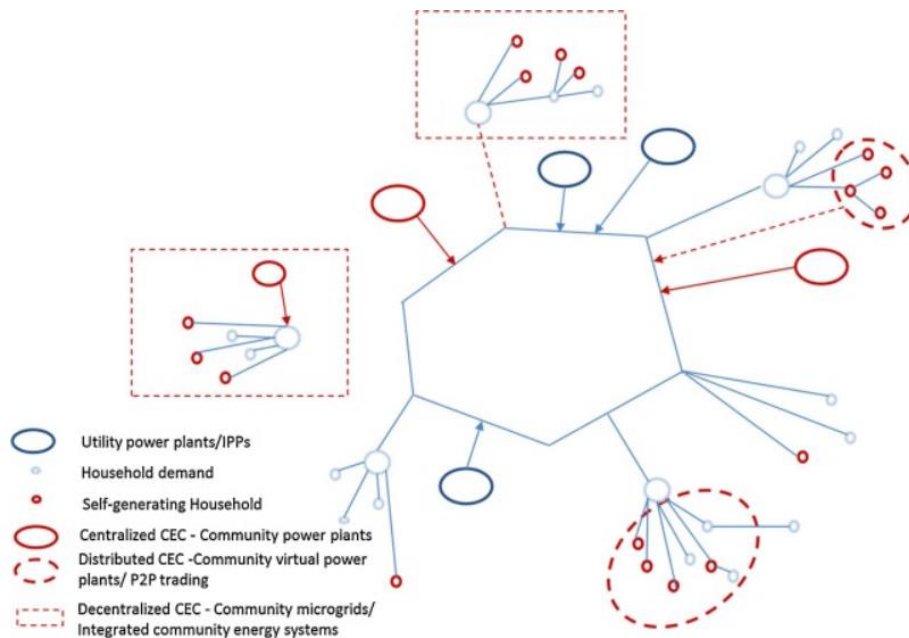 Utility power plants/IPPs
Household demand
Self-generating Household
Centralized CEC - Community power plants
Distributed CEC -Community virtual power
plants/ P2P trading
Decentralized CEC - Community microgrids/
Integrated community energy systems